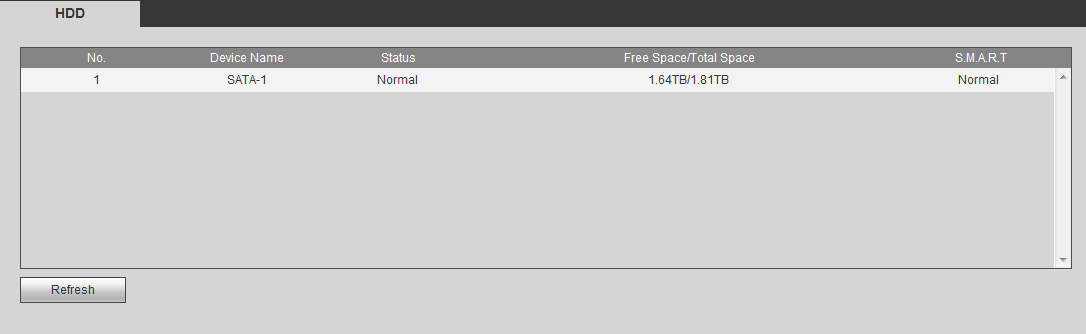 HDD
No. Device Name Status Free Space/Total Space S.M.A.R.T
1 SATA-1 Normal 1.64TB/1.81TB Normal
Refresh